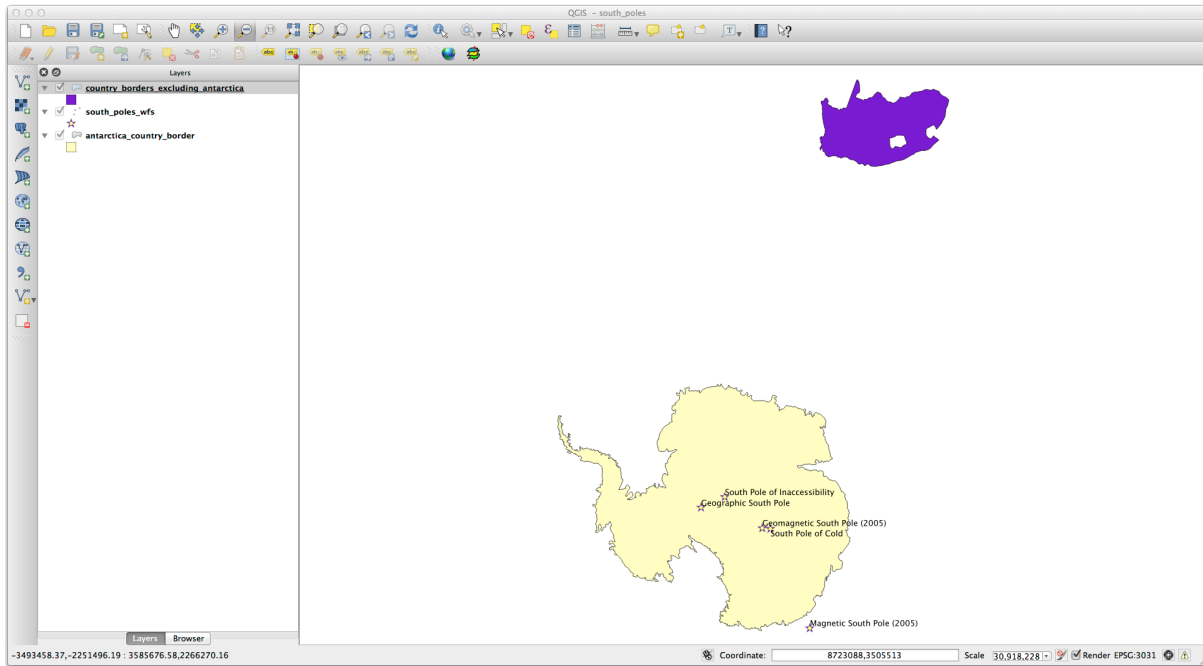 QGIS - south_poles
Layers
country_borders_excluding_antarctica
south_poles_wfs
antarctica_country_border
South Pole of Inaccessibility
Geographic South Pole
Geomagnetic South Pole (2005)
South Pole of Cold
Magnetic South Pole (2005)
Layers Browser
-3493458.37,-2251496.19 : 3585676.58,2266270.16 Coordinate: 8723088,3505513 Scale 30,918,228 Render EPSG:3031